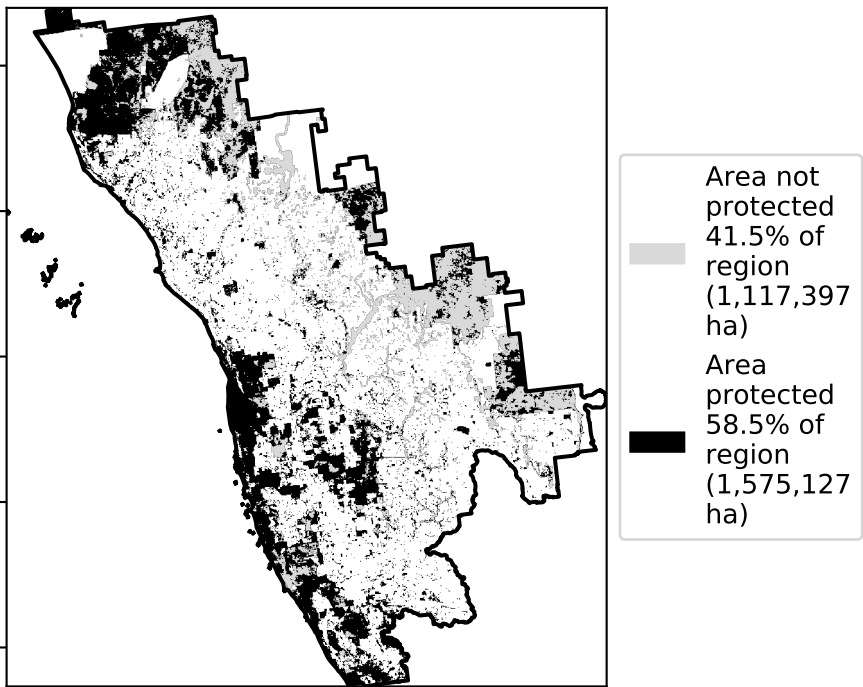 Area not
protected
41.5% of
region
(1,117,397
ha)
Area
protected
58.5% of
region
(1,575,127
ha)